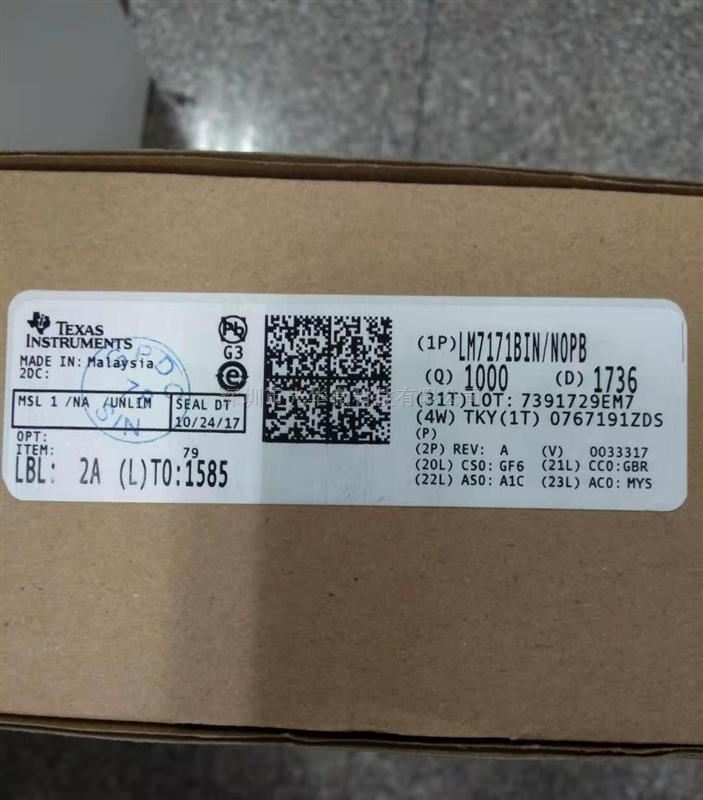 TEXAS
INSTRUMENTS
MADE IN: Malaysia
2DC:
MSL 1 /NA /UNLIM
SEAL DT
10/24/17
OPT:
ITEM: 79
LBL: 2A (L)TO:1585
Pb
G3
e
(1P)LM7171BIN/NOPB
(Q) 1000 (D) 1736
(31T)LOT: 7391729EM7
(4W) TKY(1T) 0767191ZDS
(P)
(2P) REV: A (V) 0033317
(20L) CSO: GF6 (21L) CCO:GBR
(22L) ASO: A1C (23L) ACO: MYS